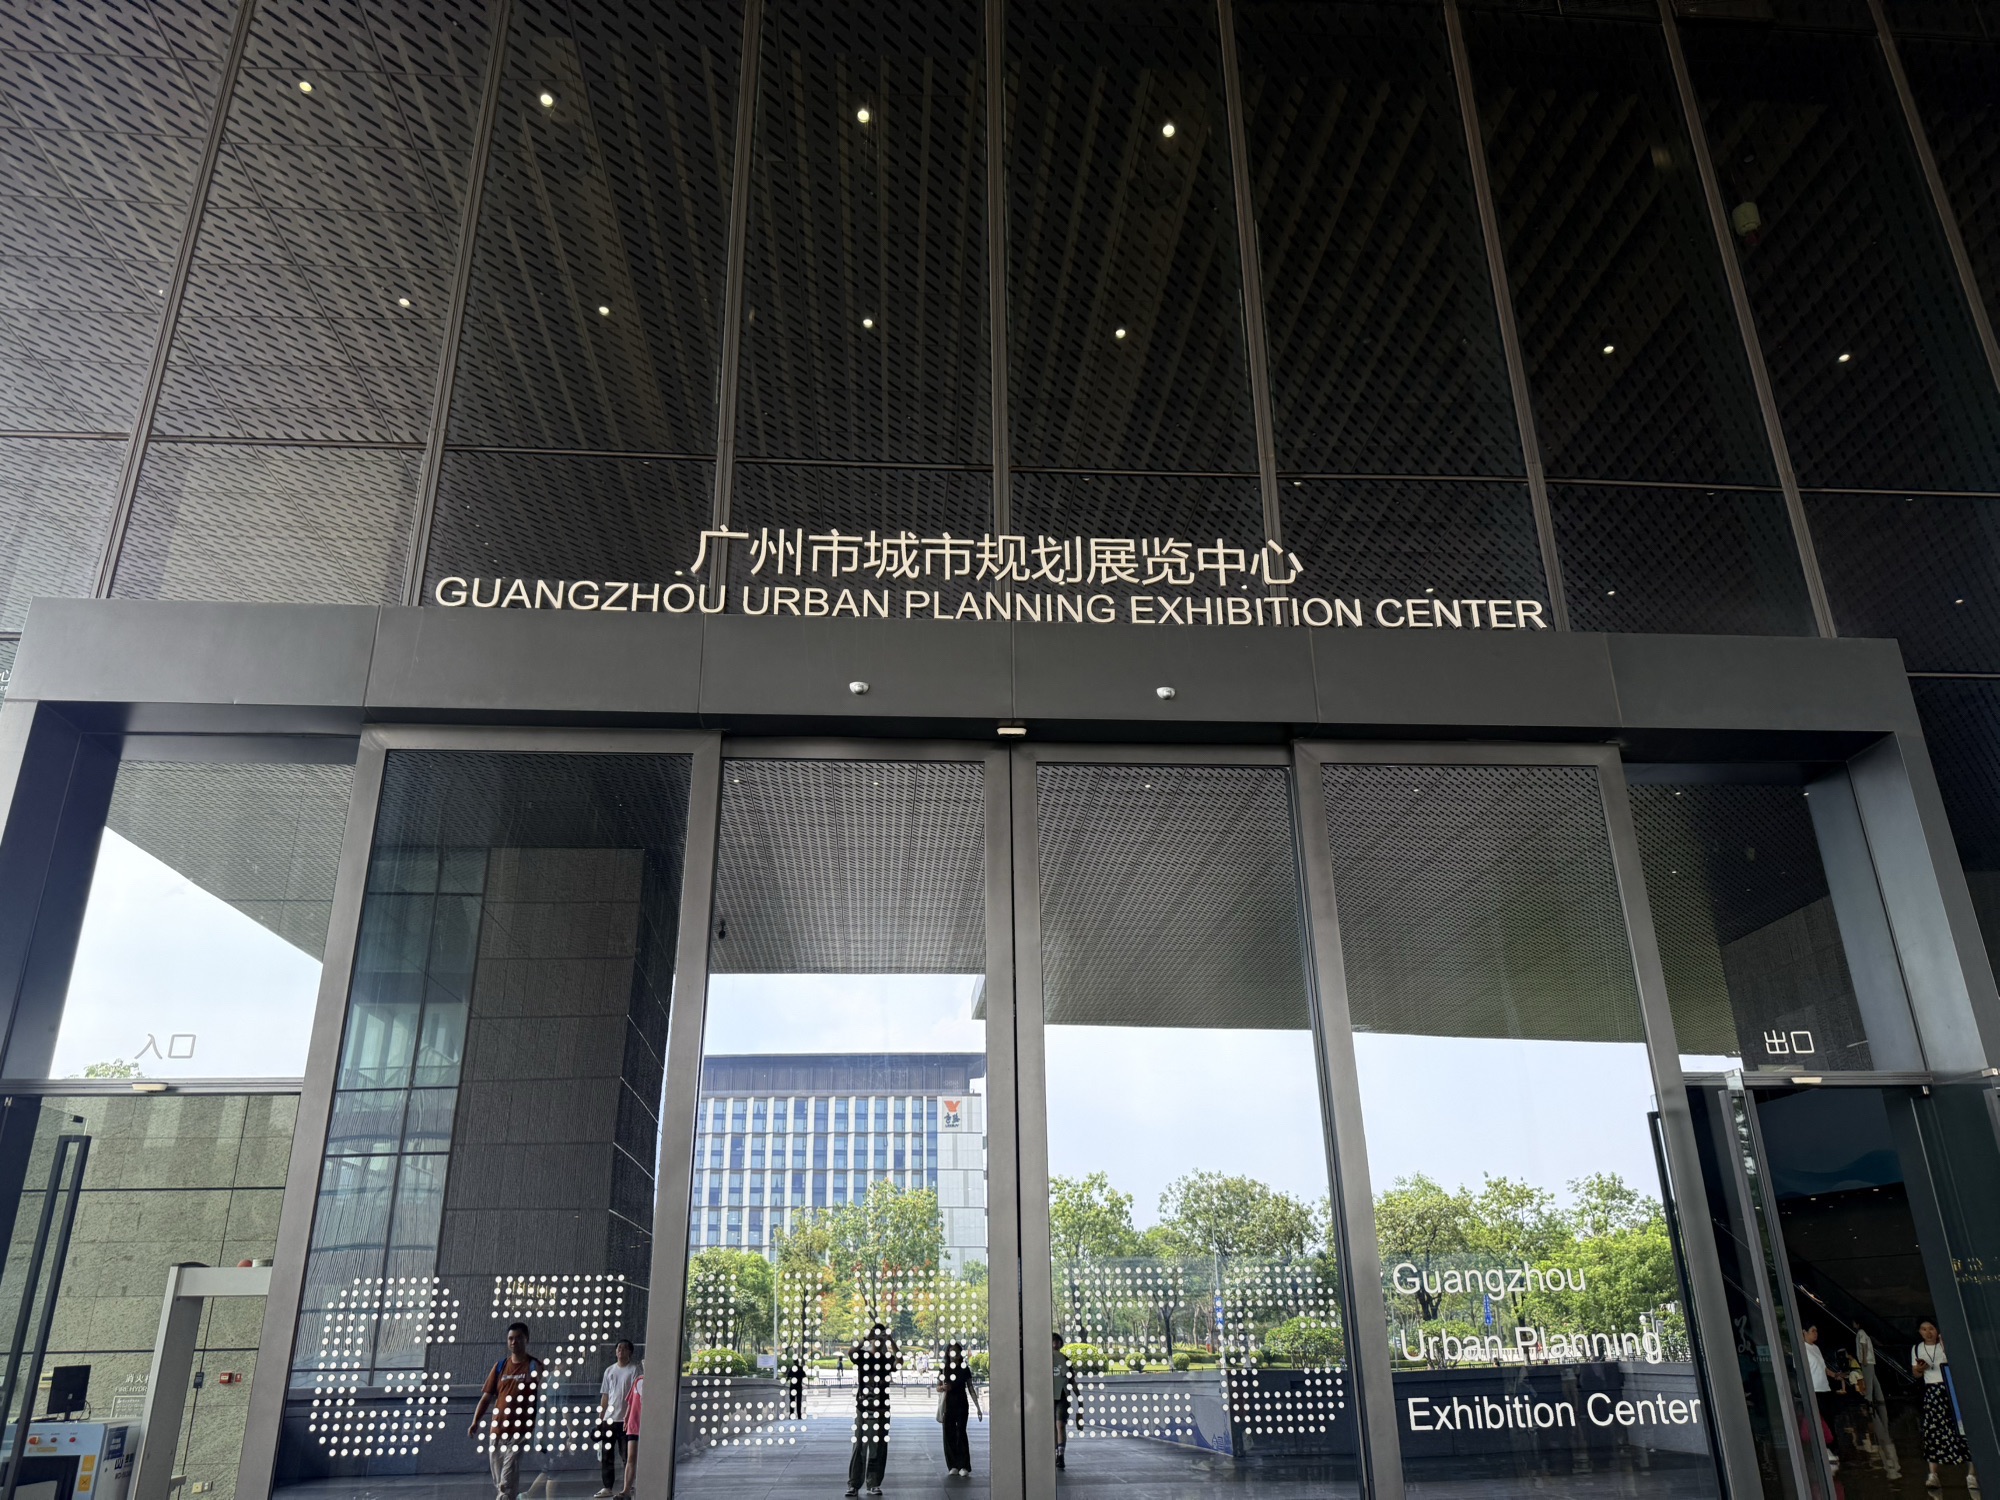 广州市城市规划展览中心
GUANGZHOU URBAN PLANNING EXHIBITION CENTER
入口
出口
GZUPEC
Guangzhou
Urban Planning
Exhibition Center